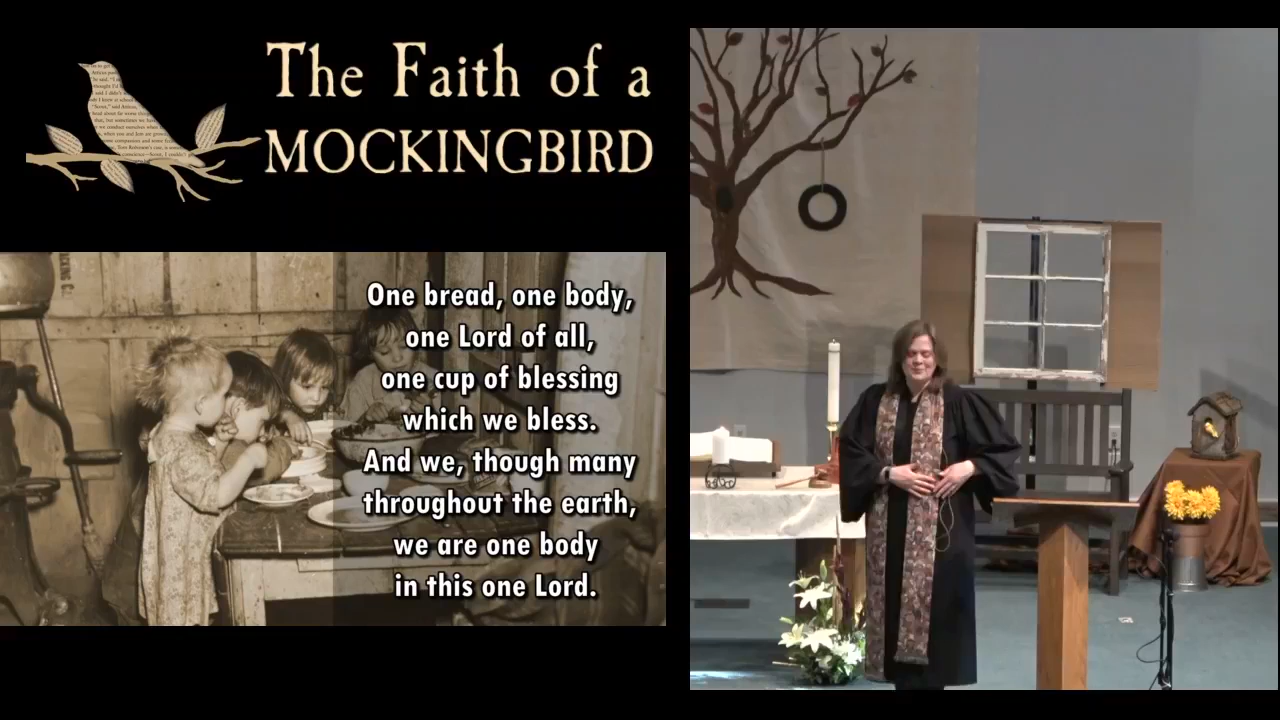 The Faith of a
MOCKINGBIRD
One bread, one body,
one Lord of all,
one cup of blessing
which we bless.
And we, though many
throughout the earth,
we are one body
in this one Lord.